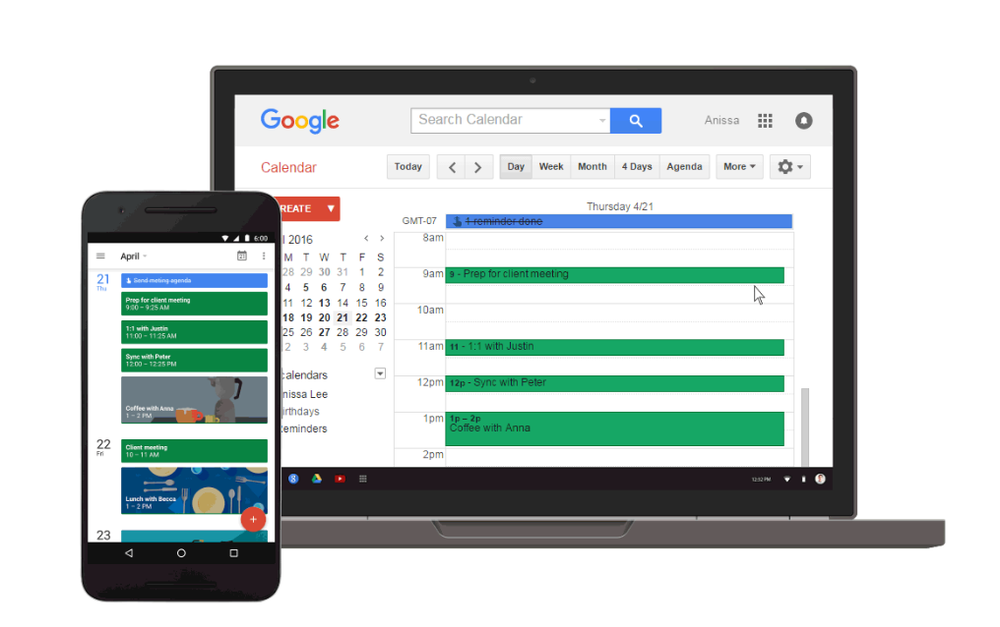 Google
Search Calendar
Anissa
Calendar
Today
Day
Week
Month
4 Days
Agenda
More
REATE
Thursday 4/21
GMT-07
1 reminder done
l 2016
M T W T F S
28 29 30 31 1 2
4 5 6 7 8 9
11 12 13 14 15 16
18 19 20 21 22 23
25 26 27 28 29 30
2 3 4 5 6 7
calendars
nissa Lee
irthdays
eminders
8am
9am
9 - Prep for client meeting
10am
11am
11 - 1:1 with Justin
12pm
12p - Sync with Peter
1pm
1p – 2p
Coffee with Anna
2pm
12:52 PM
6:00
April
21
21
Thu
Send meting agenda
Prep for client meeting
9:00 – 9:25 AM
1:1 with Justin
11:00 – 11:25 AM
Sync with Peter
12:00 – 12:25 PM
Coffee with Anna
1 – 2 PM
22
Fri
Client meeting
10 – 11 AM
Lunch with Becca
1 – 2 PM
23